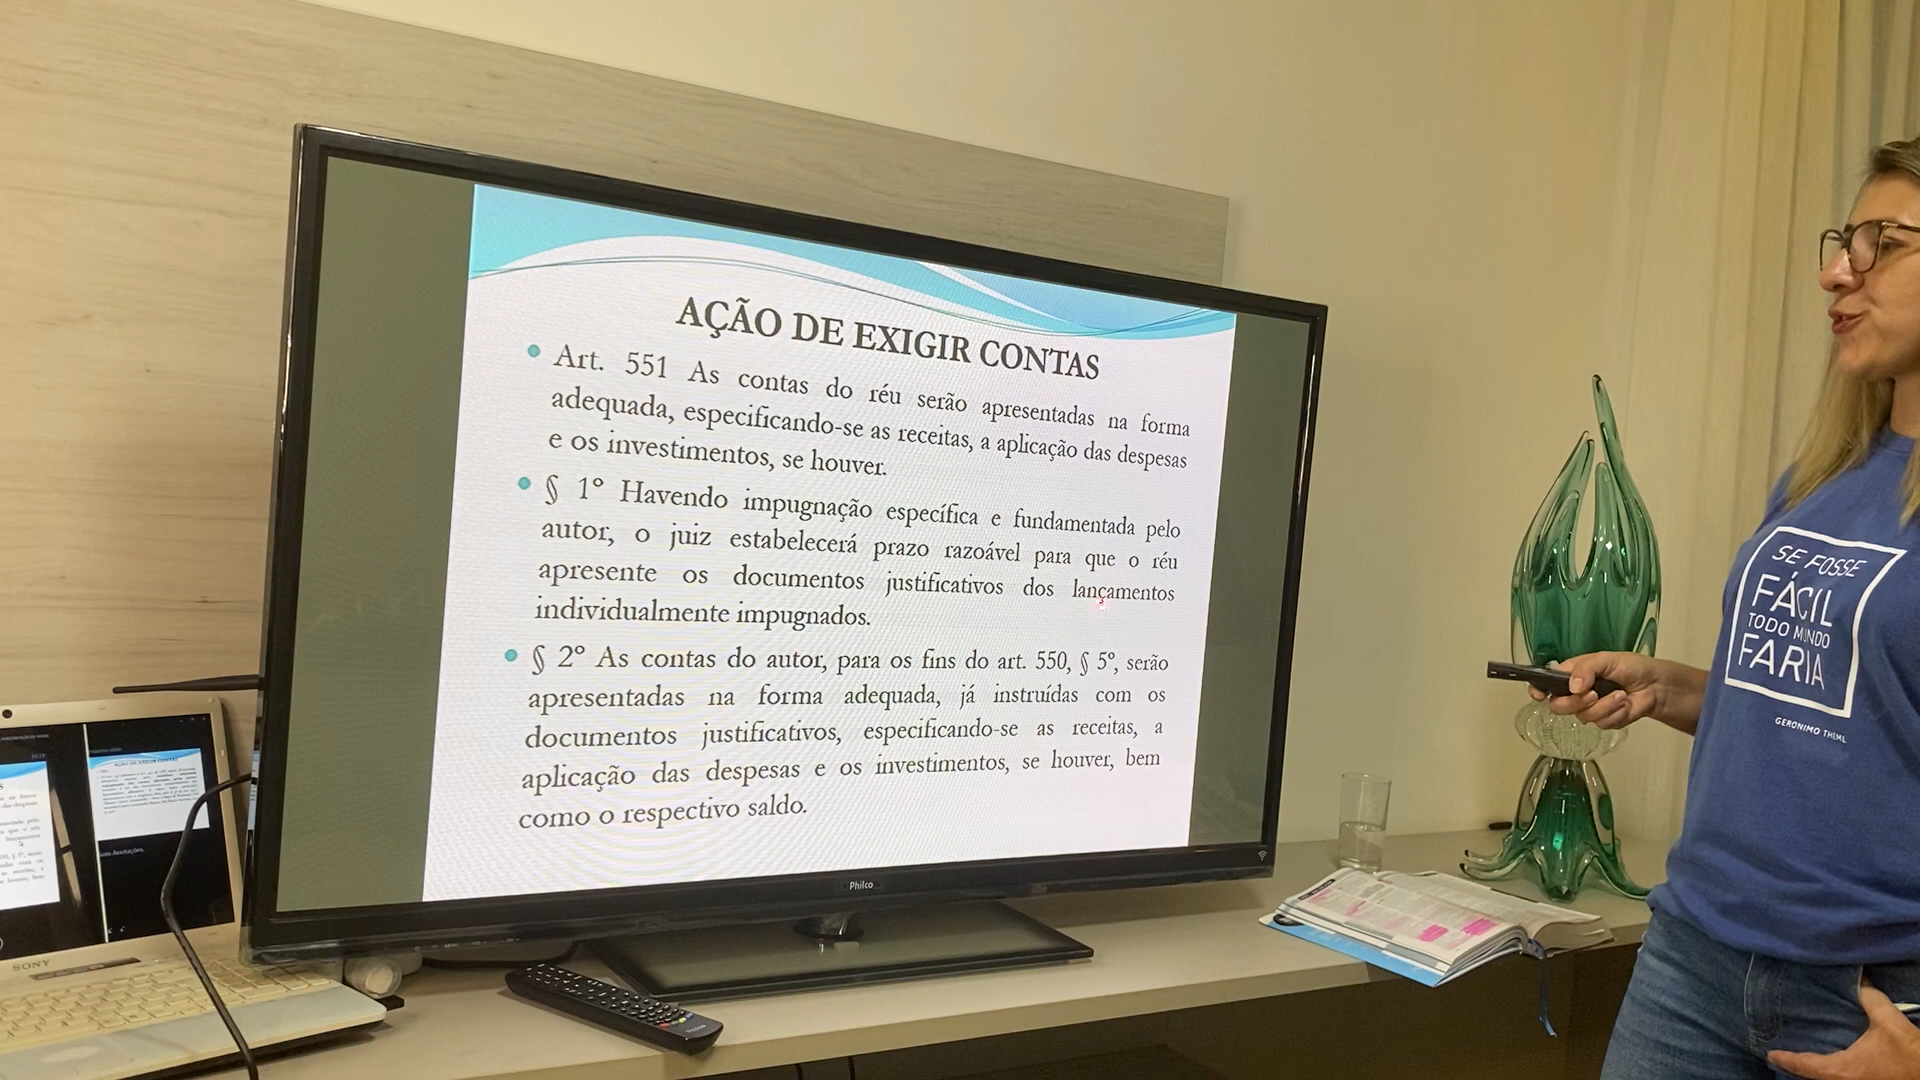 AÇÃO DE EXIGIR CONTAS
Art. 551 As contas do réu serão apresentadas na forma
adequada, especificando-se as receitas, a aplicação das despesas
e os investimentos, se houver.
§ 1º Havendo impugnação específica e fundamentada pelo
autor, o juiz estabelecerá prazo razoável para que o réu
apresente os documentos justificativos dos lançamentos
individualmente impugnados.
§ 2º As contas do autor, para os fins do art. 550, § 5º, serão
apresentadas na forma adequada, já instruídas com os
documentos justificativos, especificando-se as receitas, a
aplicação das despesas e os investimentos, se houver, bem
como o respectivo saldo.
Philco
SONY
AÇÃO DE EXIGIR CONTAS
SE FOSSE
FÁCIL
TODO MUNDO
FARIA
GERONIMO THEML